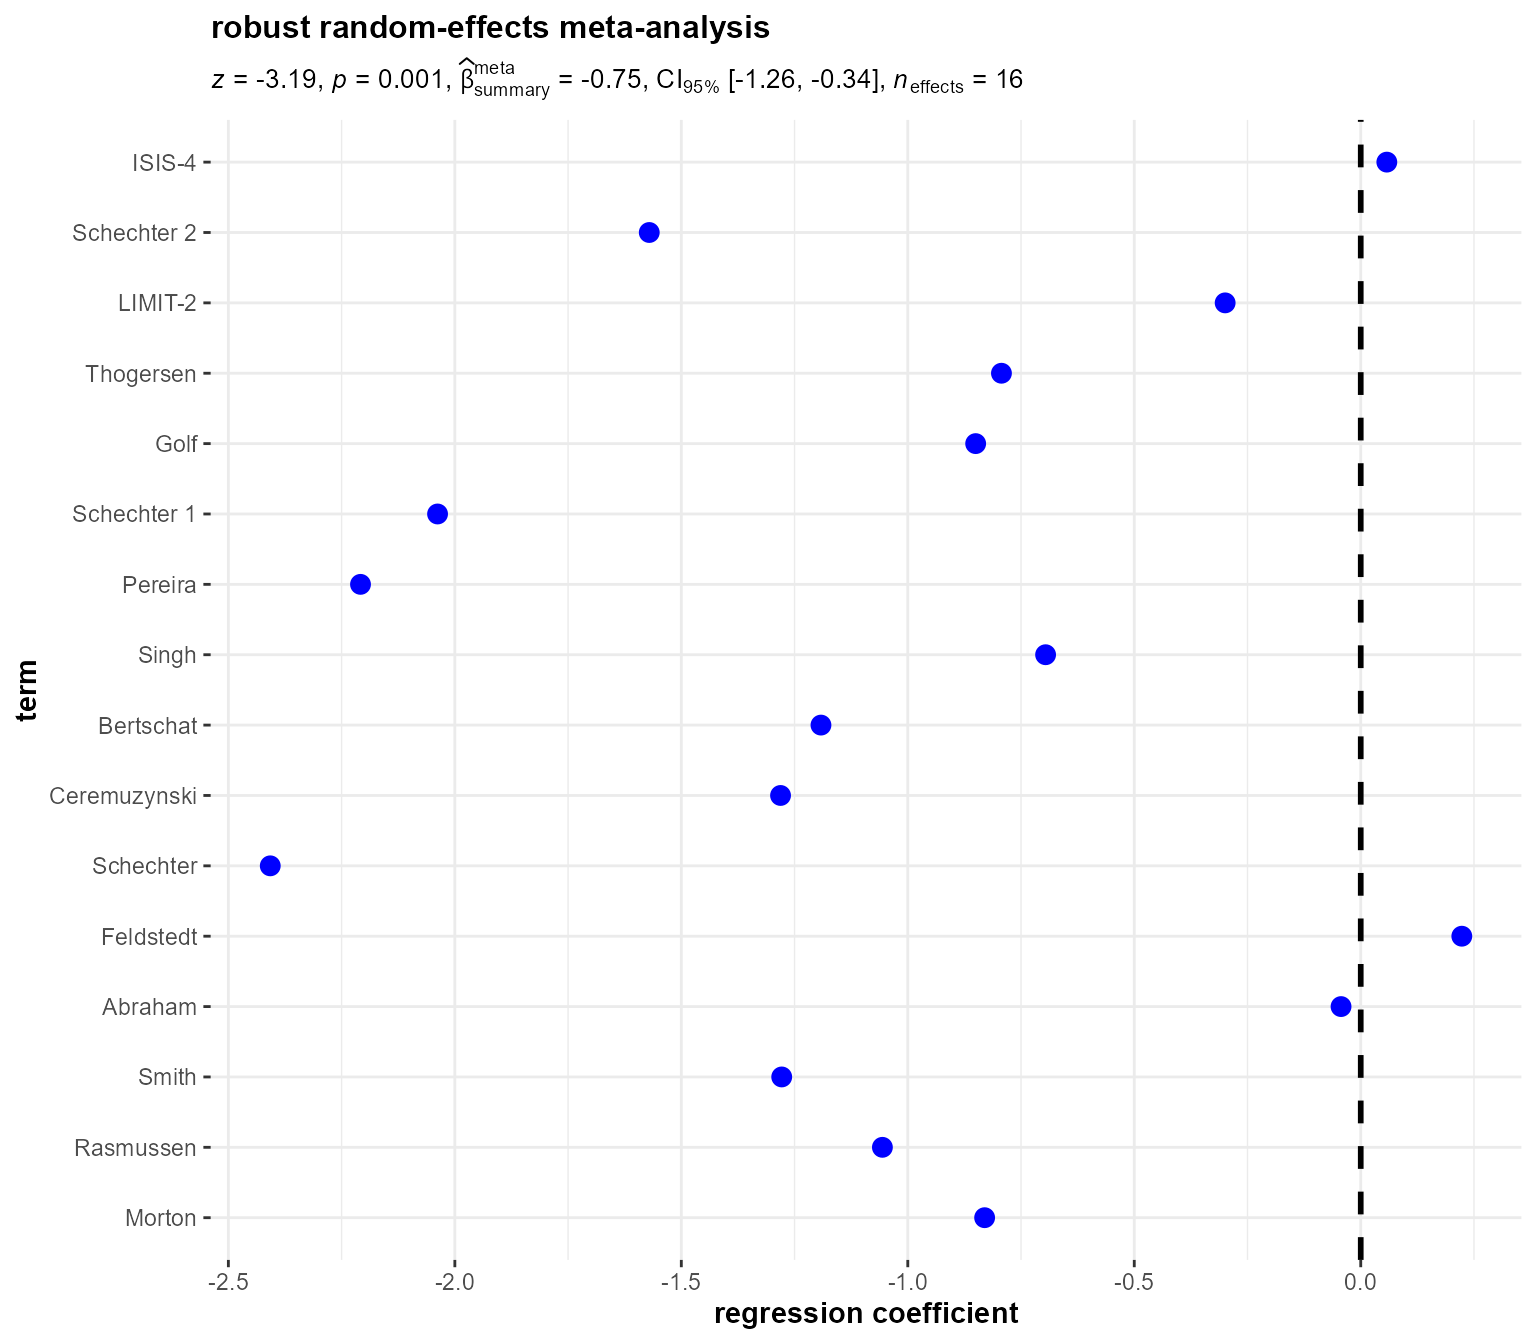 robust random-effects meta-analysis
z = -3.19, p = 0.001, β̂ᵐᵉᵗᵃsummary = -0.75, CI95% [-1.26, -0.34], neffects = 16
ISIS-4
Schechter 2
LIMIT-2
Thogersen
Golf
Schechter 1
Pereira
Singh
Bertschat
Ceremuzynski
Schechter
Feldstedt
Abraham
Smith
Rasmussen
Morton
term
-2.5 -2.0 -1.5 -1.0 -0.5 0.0
regression coefficient